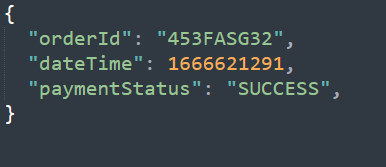 {
"orderId": "453FASG32",
"dateTime": 1666621291,
"paymentStatus": "SUCCESS",
}